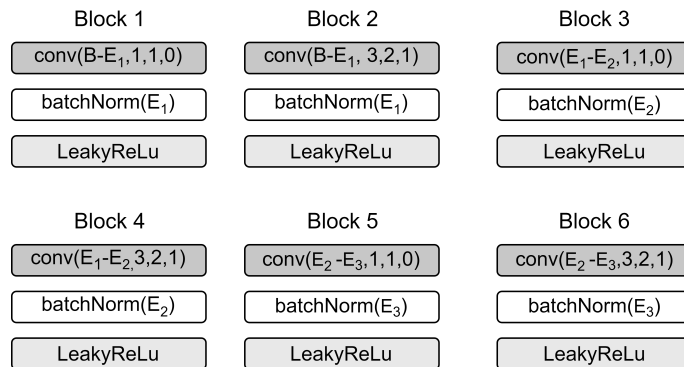 Block 1 Block 2 Block 3
conv(B-E₁,1,1,0) conv(B-E₁, 3,2,1) conv(E₁-E₂,1,1,0)
batchNorm(E₁) batchNorm(E₁) batchNorm(E₂)
LeakyReLu LeakyReLu LeakyReLu
Block 4 Block 5 Block 6
conv(E₁-E₂,3,2,1) conv(E₂-E₃,1,1,0) conv(E₂-E₃,3,2,1)
batchNorm(E₂) batchNorm(E₃) batchNorm(E₃)
LeakyReLu LeakyReLu LeakyReLu